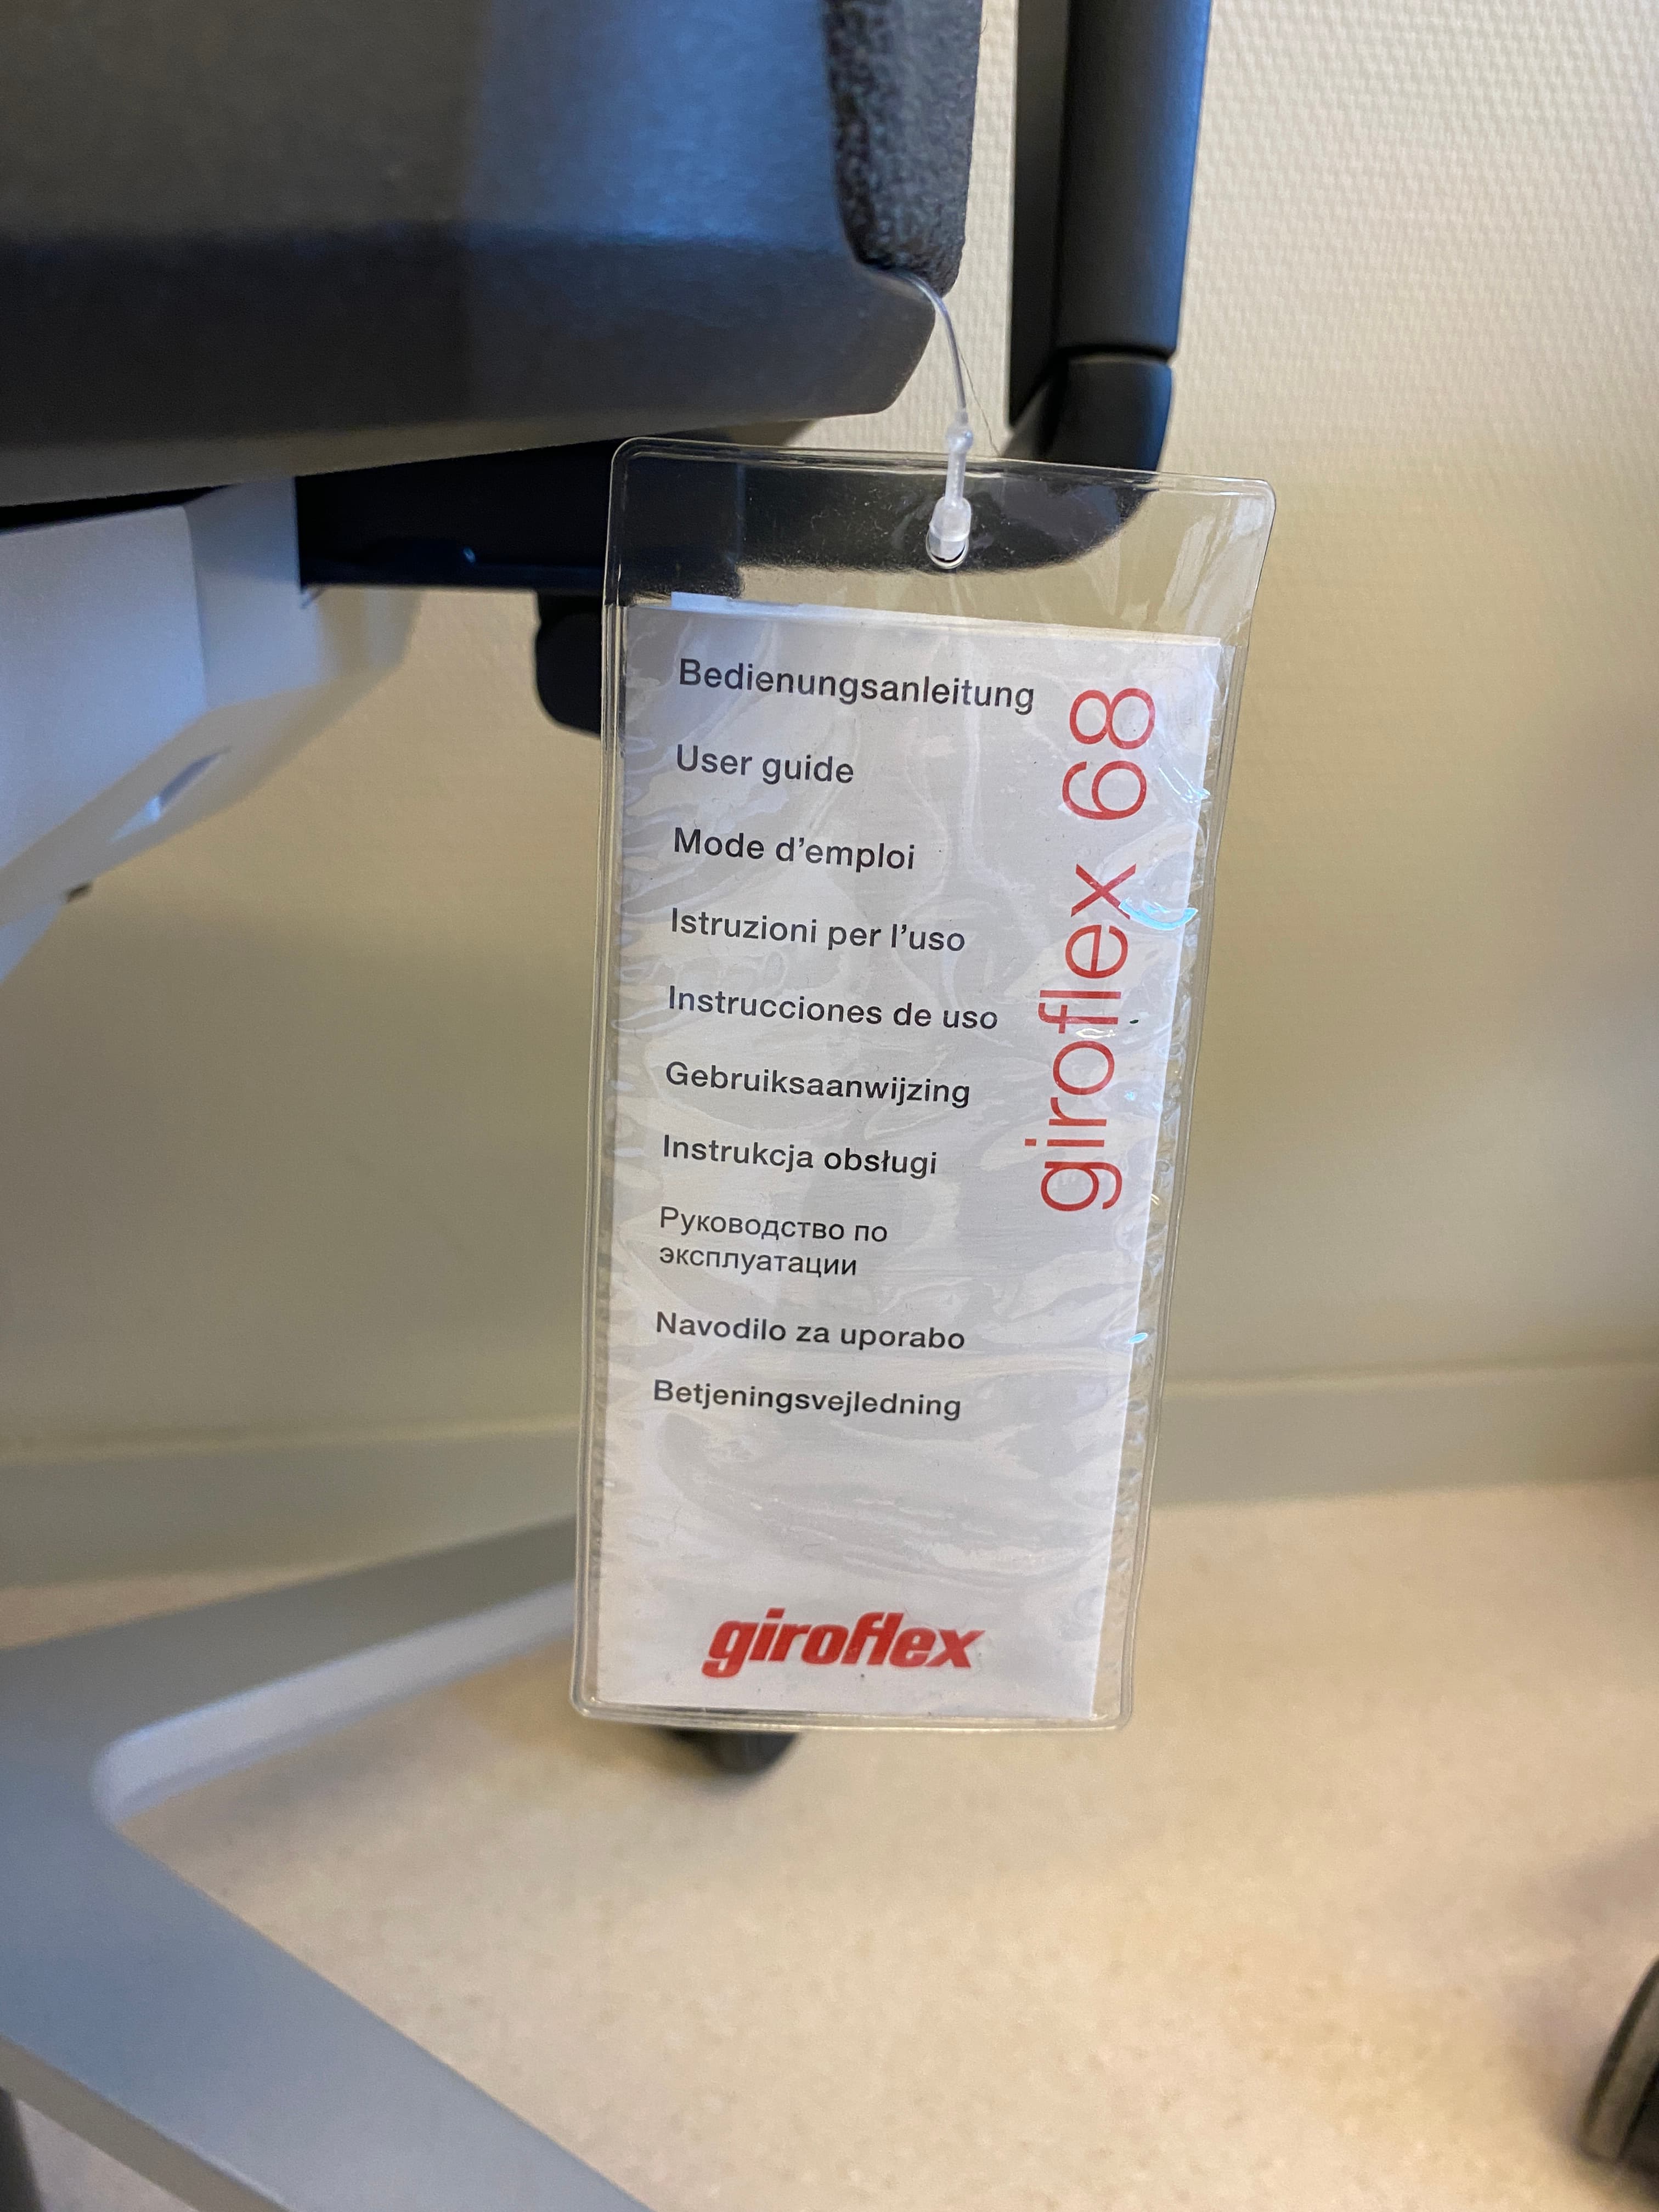 Bedienungsanleitung
User guide
Mode d’emploi
Istruzioni per l’uso
Instrucciones de uso
Gebruiksaanwijzing
Instrukcja obsługi
Руководство по
эксплуатации
Navodilo za uporabo
Betjeningsvejledning
giroflex 68
giroflex